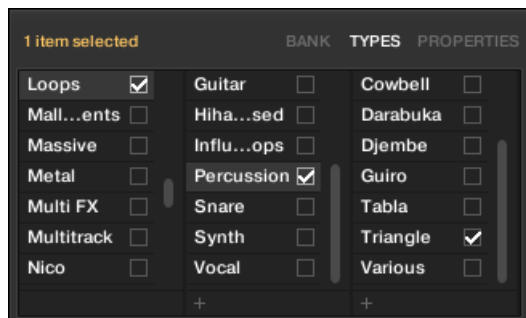 1 item selected BANK TYPES PROPERTIES
Loops Guitar Cowbell
Mall...ents Hiha...sed Darabuka
Massive Influ...ops Djembe
Metal Percussion Guiro
Multi FX Snare Tabla
Multitrack Synth Triangle
Nico Vocal Various
+ +